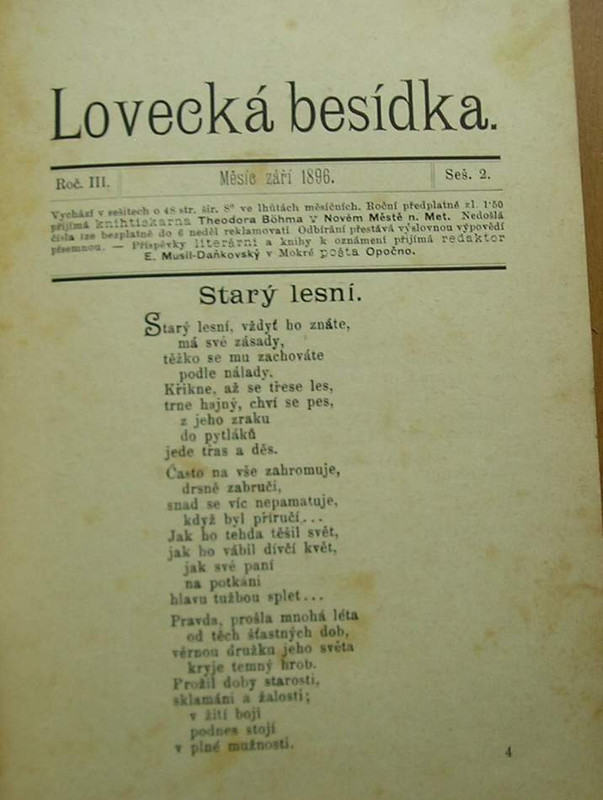 Lovecká besídka.
Roč. III. Měsíc září 1896. Seš. 2.
Vychází v sešitech o 48 str. šir. 8° ve lhůtách měsíčních. Roční předplatné zl. 1·50
přijímá knihtiskarna Theodora Böhma v Novém Městě n. Met. Nedošlá
čísla lze bezplatně do 6 neděl reklamovati. Odbírání přestává výslovnou výpovědí
písemnou. — Příspěvky literární a knihy k oznámení přijímá redaktor
E. Musil-Daňkovský v Mokré pošta Opočno.
Starý lesní.
Starý lesní, vždyť ho znáte,
má své zásady,
těžko se mu zachováte
podle nálady.
Křikne, až se třese les,
trne hajný, chví se pes,
z jeho zraku
do pytláků
jede třas a děs.
Často na vše zahromuje,
drsně zabručí,
snad se víc nepamatuje,
když byl příručí...
Jak ho tehda těšil svět,
jak ho vábil dívčí květ,
jak své paní
na potkání
hlavu tužbou splet...
Pravda, prošla mnohá léta
od těch šťastných dob,
věrnou družku jeho světa
kryje temný hrob.
Prožil doby starosti,
sklamání a žalosti;
v žití boji
podnes stojí
v plné mužnosti.
4